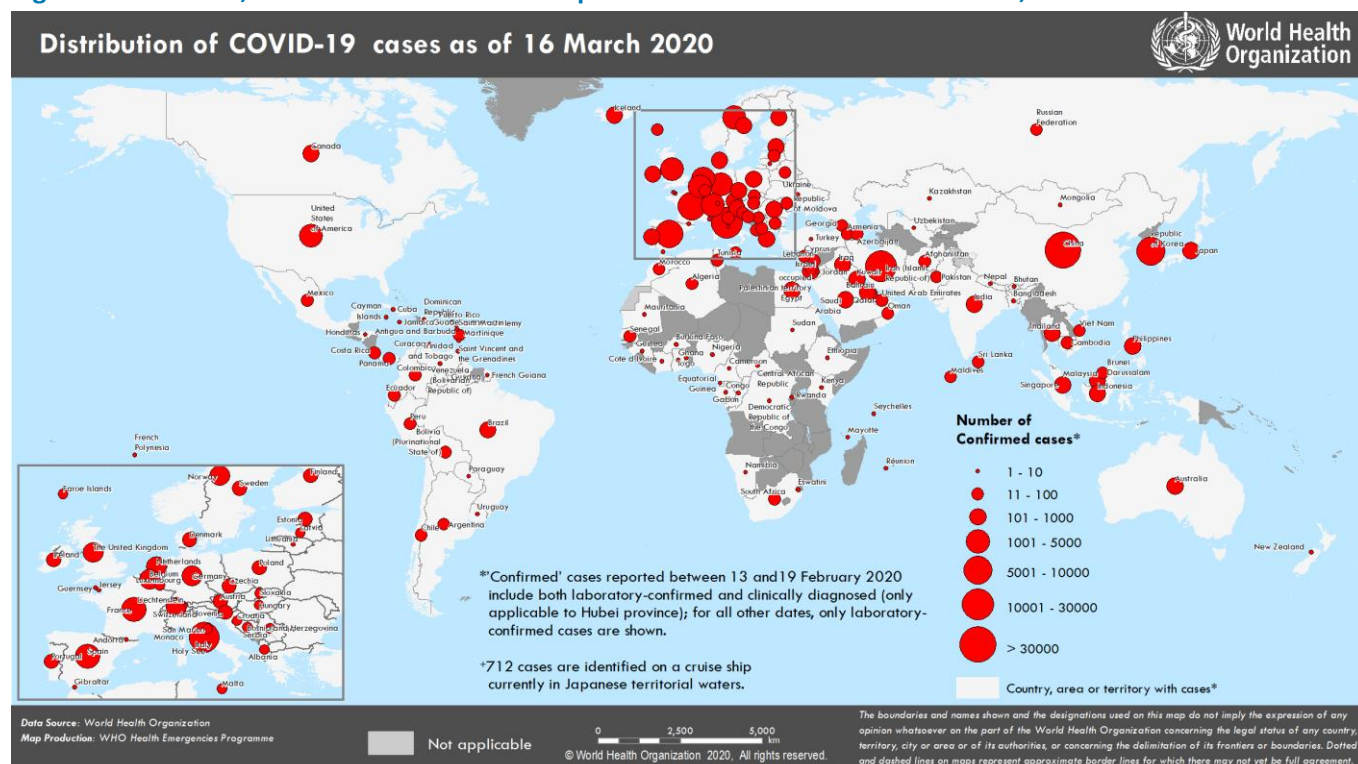 Distribution of COVID-19 cases as of 16 March 2020
World Health
Organization
Iceland
Russian
Federation
Canada
United
States
of America
Mexico
Cayman
Islands
Cuba
Dominican
Republic
Puerto Rico
Jamaica
Honduras
Antigua and Barbuda
Martinique
Costa Rica
Curacao
Trinidad
and Tobago
Saint Vincent and
the Grenadines
Panama
Colombia
Venezuela
(Bolivarian
Republic of)
French Guiana
Ecuador
Peru
Bolivia
(Plurinational
State of)
Brazil
French
Polynesia
Paraguay
Uruguay
Chile
Argentina
Ukraine
Republic
of Moldova
Kazakhstan
Mongolia
Georgia
Armenia
Azerbaijan
Uzbekistan
Turkey
Cyprus
Lebanon
Israel
Jordan
Iraq
Iran (Islamic
Republic of)
Kuwait
Bahrain
Qatar
Afghanistan
Pakistan
United Arab Emirates
Saudi
Arabia
Oman
occupied
Palestinian territory
Egypt
Tunisia
Morocco
Algeria
Mauritania
Senegal
Guinea
Cote d'Ivoire
Burkina Faso
Ghana
Togo
Nigeria
Cameroon
Central African
Republic
Equatorial
Guinea
Gabon
Congo
Democratic
Republic of
the Congo
Sudan
Ethiopia
Kenya
Rwanda
Seychelles
Mayotte
Réunion
Namibia
Eswatini
South Africa
China
Republic
of Korea
Japan
Nepal
Bhutan
Bangladesh
India
Sri Lanka
Maldives
Thailand
Viet Nam
Cambodia
Philippines
Malaysia
Brunei
Darussalam
Singapore
Indonesia
Australia
New Zealand
Norway
Sweden
Finland
Faroe Islands
Estonia
Latvia
Lithuania
Denmark
Ireland
The United Kingdom
Netherlands
Belgium
Luxembourg
Germany
Poland
Guernsey
Jersey
Czechia
Slovakia
Liechtenstein
Austria
Hungary
France
Switzerland
Slovenia
Croatia
San Marino
Monaco
Bosnia and Herzegovina
Serbia
Andorra
Italy
Holy See
Albania
Portugal
Spain
Gibraltar
Malta
*'Confirmed' cases reported between 13 and19 February 2020
include both laboratory-confirmed and clinically diagnosed (only
applicable to Hubei province); for all other dates, only laboratory-
confirmed cases are shown.
+712 cases are identified on a cruise ship
currently in Japanese territorial waters.
Number of
Confirmed cases*
1 - 10
11 - 100
101 - 1000
1001 - 5000
5001 - 10000
10001 - 30000
> 30000
Country, area or territory with cases*
Data Source: World Health Organization
Map Production: WHO Health Emergencies Programme
Not applicable
0 2,500 5,000
km
© World Health Organization 2020, All rights reserved.
The boundaries and names shown and the designations used on this map do not imply the expression of any
opinion whatsoever on the part of the World Health Organization concerning the legal status of any country,
territory, city or area or of its authorities, or concerning the delimitation of its frontiers or boundaries. Dotted
and dashed lines on maps represent approximate border lines for which there may not yet be full agreement.